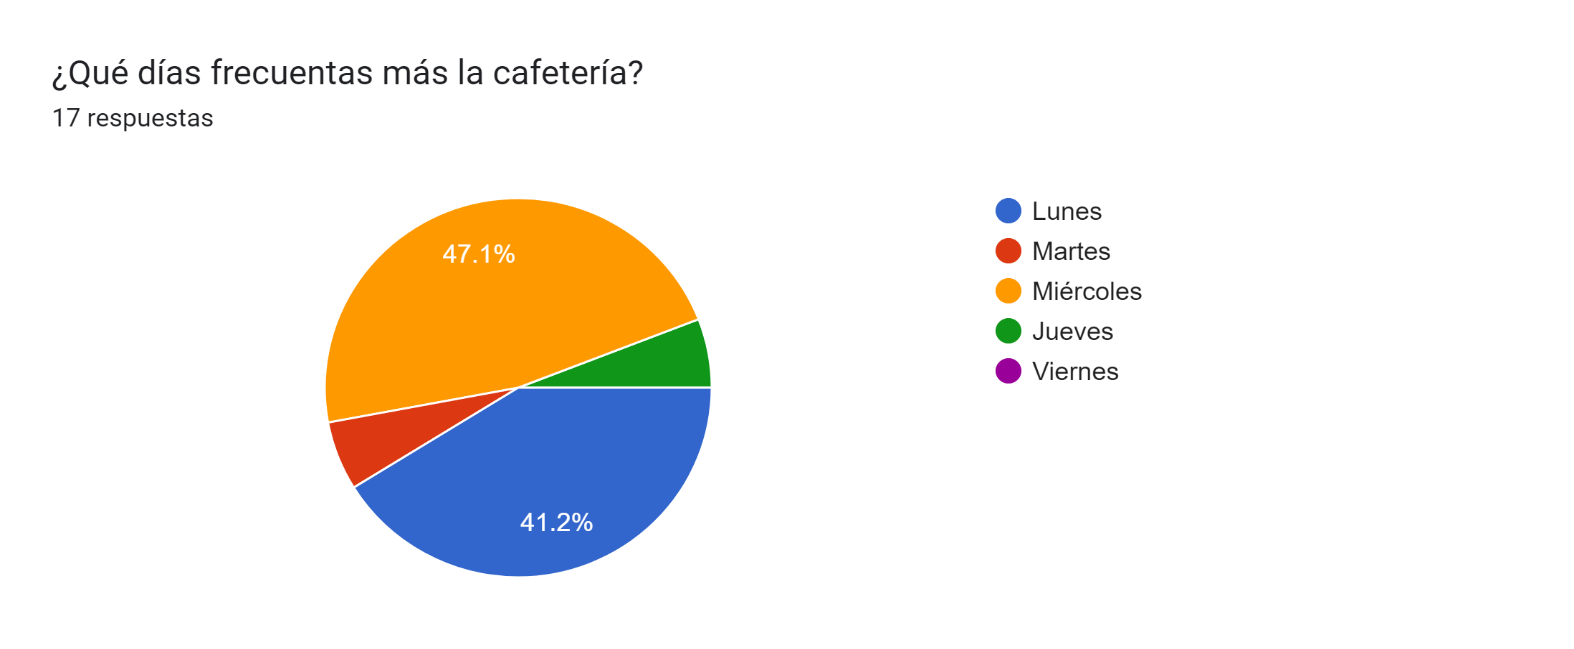 ¿Qué días frecuentas más la cafetería?
17 respuestas
47.1%
41.2%
Lunes
Martes
Miércoles
Jueves
Viernes